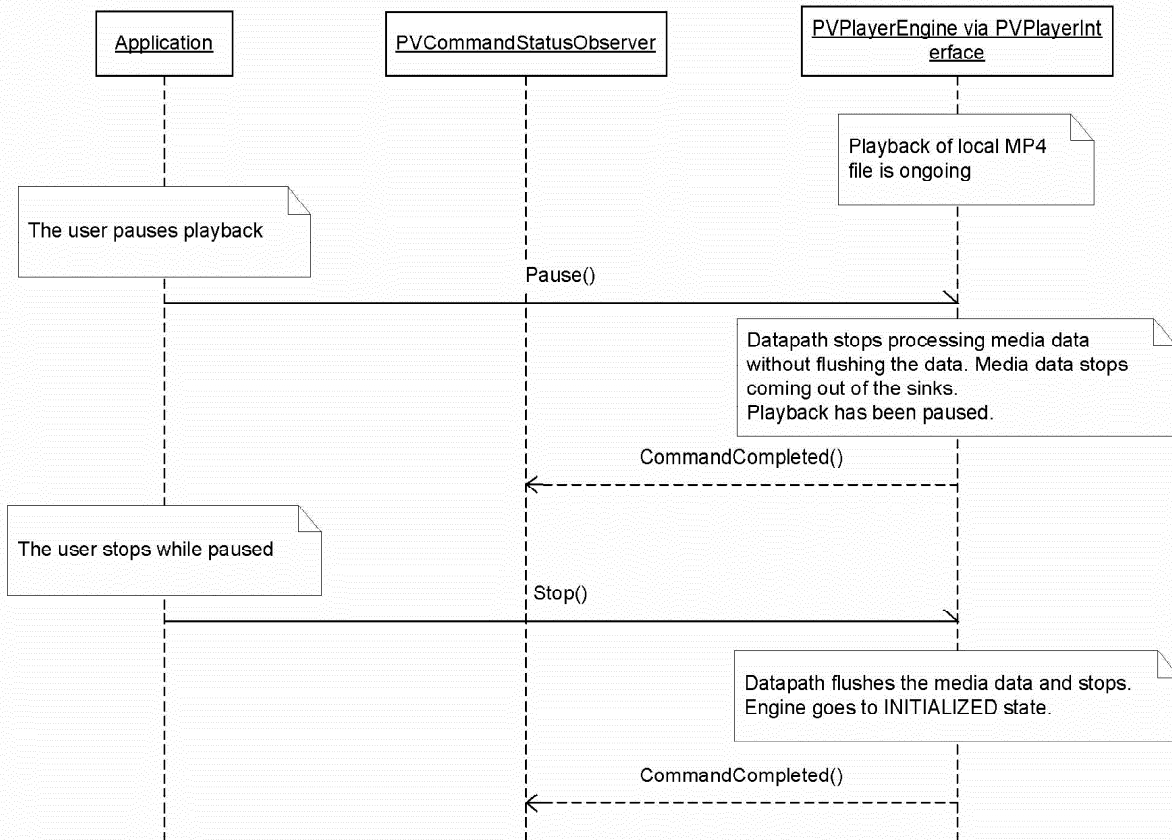 Application
PVCommandStatusObserver
PVPlayerEngine via PVPlayerInt
erface
Playback of local MP4
file is ongoing
The user pauses playback
Pause()
Datapath stops processing media data
without flushing the data. Media data stops
coming out of the sinks.
Playback has been paused.
CommandCompleted()
The user stops while paused
Stop()
Datapath flushes the media data and stops.
Engine goes to INITIALIZED state.
CommandCompleted()